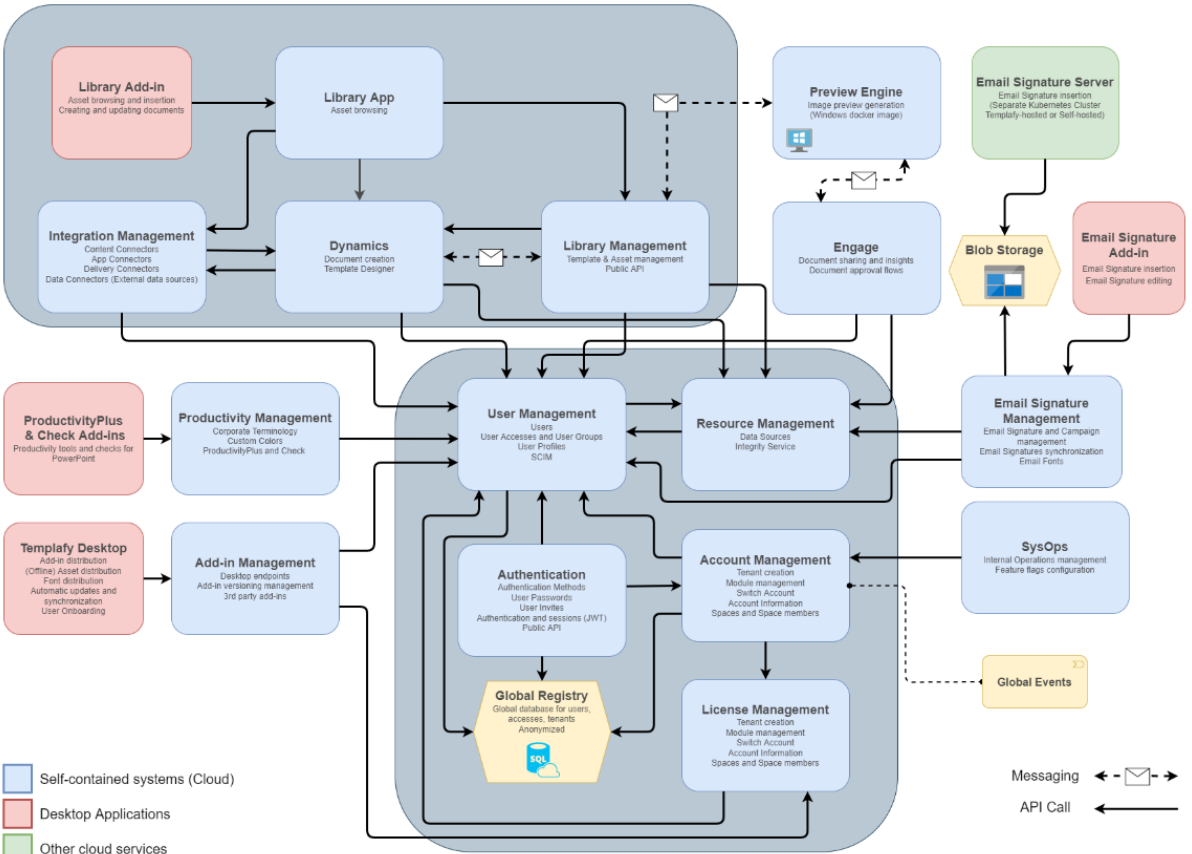 Library Add-in
Asset browsing and insertion
Creating and updating documents
Library App
Asset browsing
Preview Engine
Image preview generation
(Windows docker image)
Email Signature Server
Email Signature insertion
(Separate Kubernetes Cluster
Templafy-hosted or Self-hosted)
Integration Management
Content Connectors
App Connectors
Delivery Connectors
Data Connectors (External data sources)
Dynamics
Document creation
Template Designer
Library Management
Template & Asset management
Public API
Engage
Document sharing and insights
Document approval flows
Blob Storage
Email Signature
Add-in
Email Signature insertion
Email Signature editing
ProductivityPlus
& Check Add-ins
Productivity tools and checks for
PowerPoint
Productivity Management
Corporate Terminology
Custom Colors
ProductivityPlus and Check
User Management
Users
User Accesses and User Groups
User Profiles
SCIM
Resource Management
Data Sources
Integrity Service
Email Signature
Management
Email Signature and Campaign
management
Email Signatures synchronization
Email Fonts
Templafy Desktop
Add-in distribution
(Offline) Asset distribution
Font distribution
Automatic updates and
synchronization
User Onboarding
Add-in Management
Desktop endpoints
Add-in versioning management
3rd party add-ins
Authentication
Authentication Methods
User Passwords
User Invites
Authentication and sessions (JWT)
Public API
Account Management
Tenant creation
Module management
Switch Account
Account Information
Spaces and Space members
SysOps
Internal Operations management
Feature flags configuration
Global Registry
Global database for users,
accesses, tenants
Anonymized
SQL
License Management
Tenant creation
Module management
Switch Account
Account Information
Spaces and Space members
Global Events
Self-contained systems (Cloud)
Desktop Applications
Other cloud services
Messaging
API Call